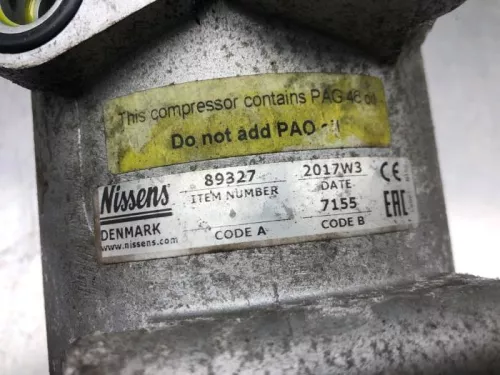 This compressor contains PAG 46 oil
Do not add PAO oil
Nissens
DENMARK
www.nissens.com
89327
ITEM NUMBER
CODE A
2017W3
DATE
7155
CODE B
CE
EAC